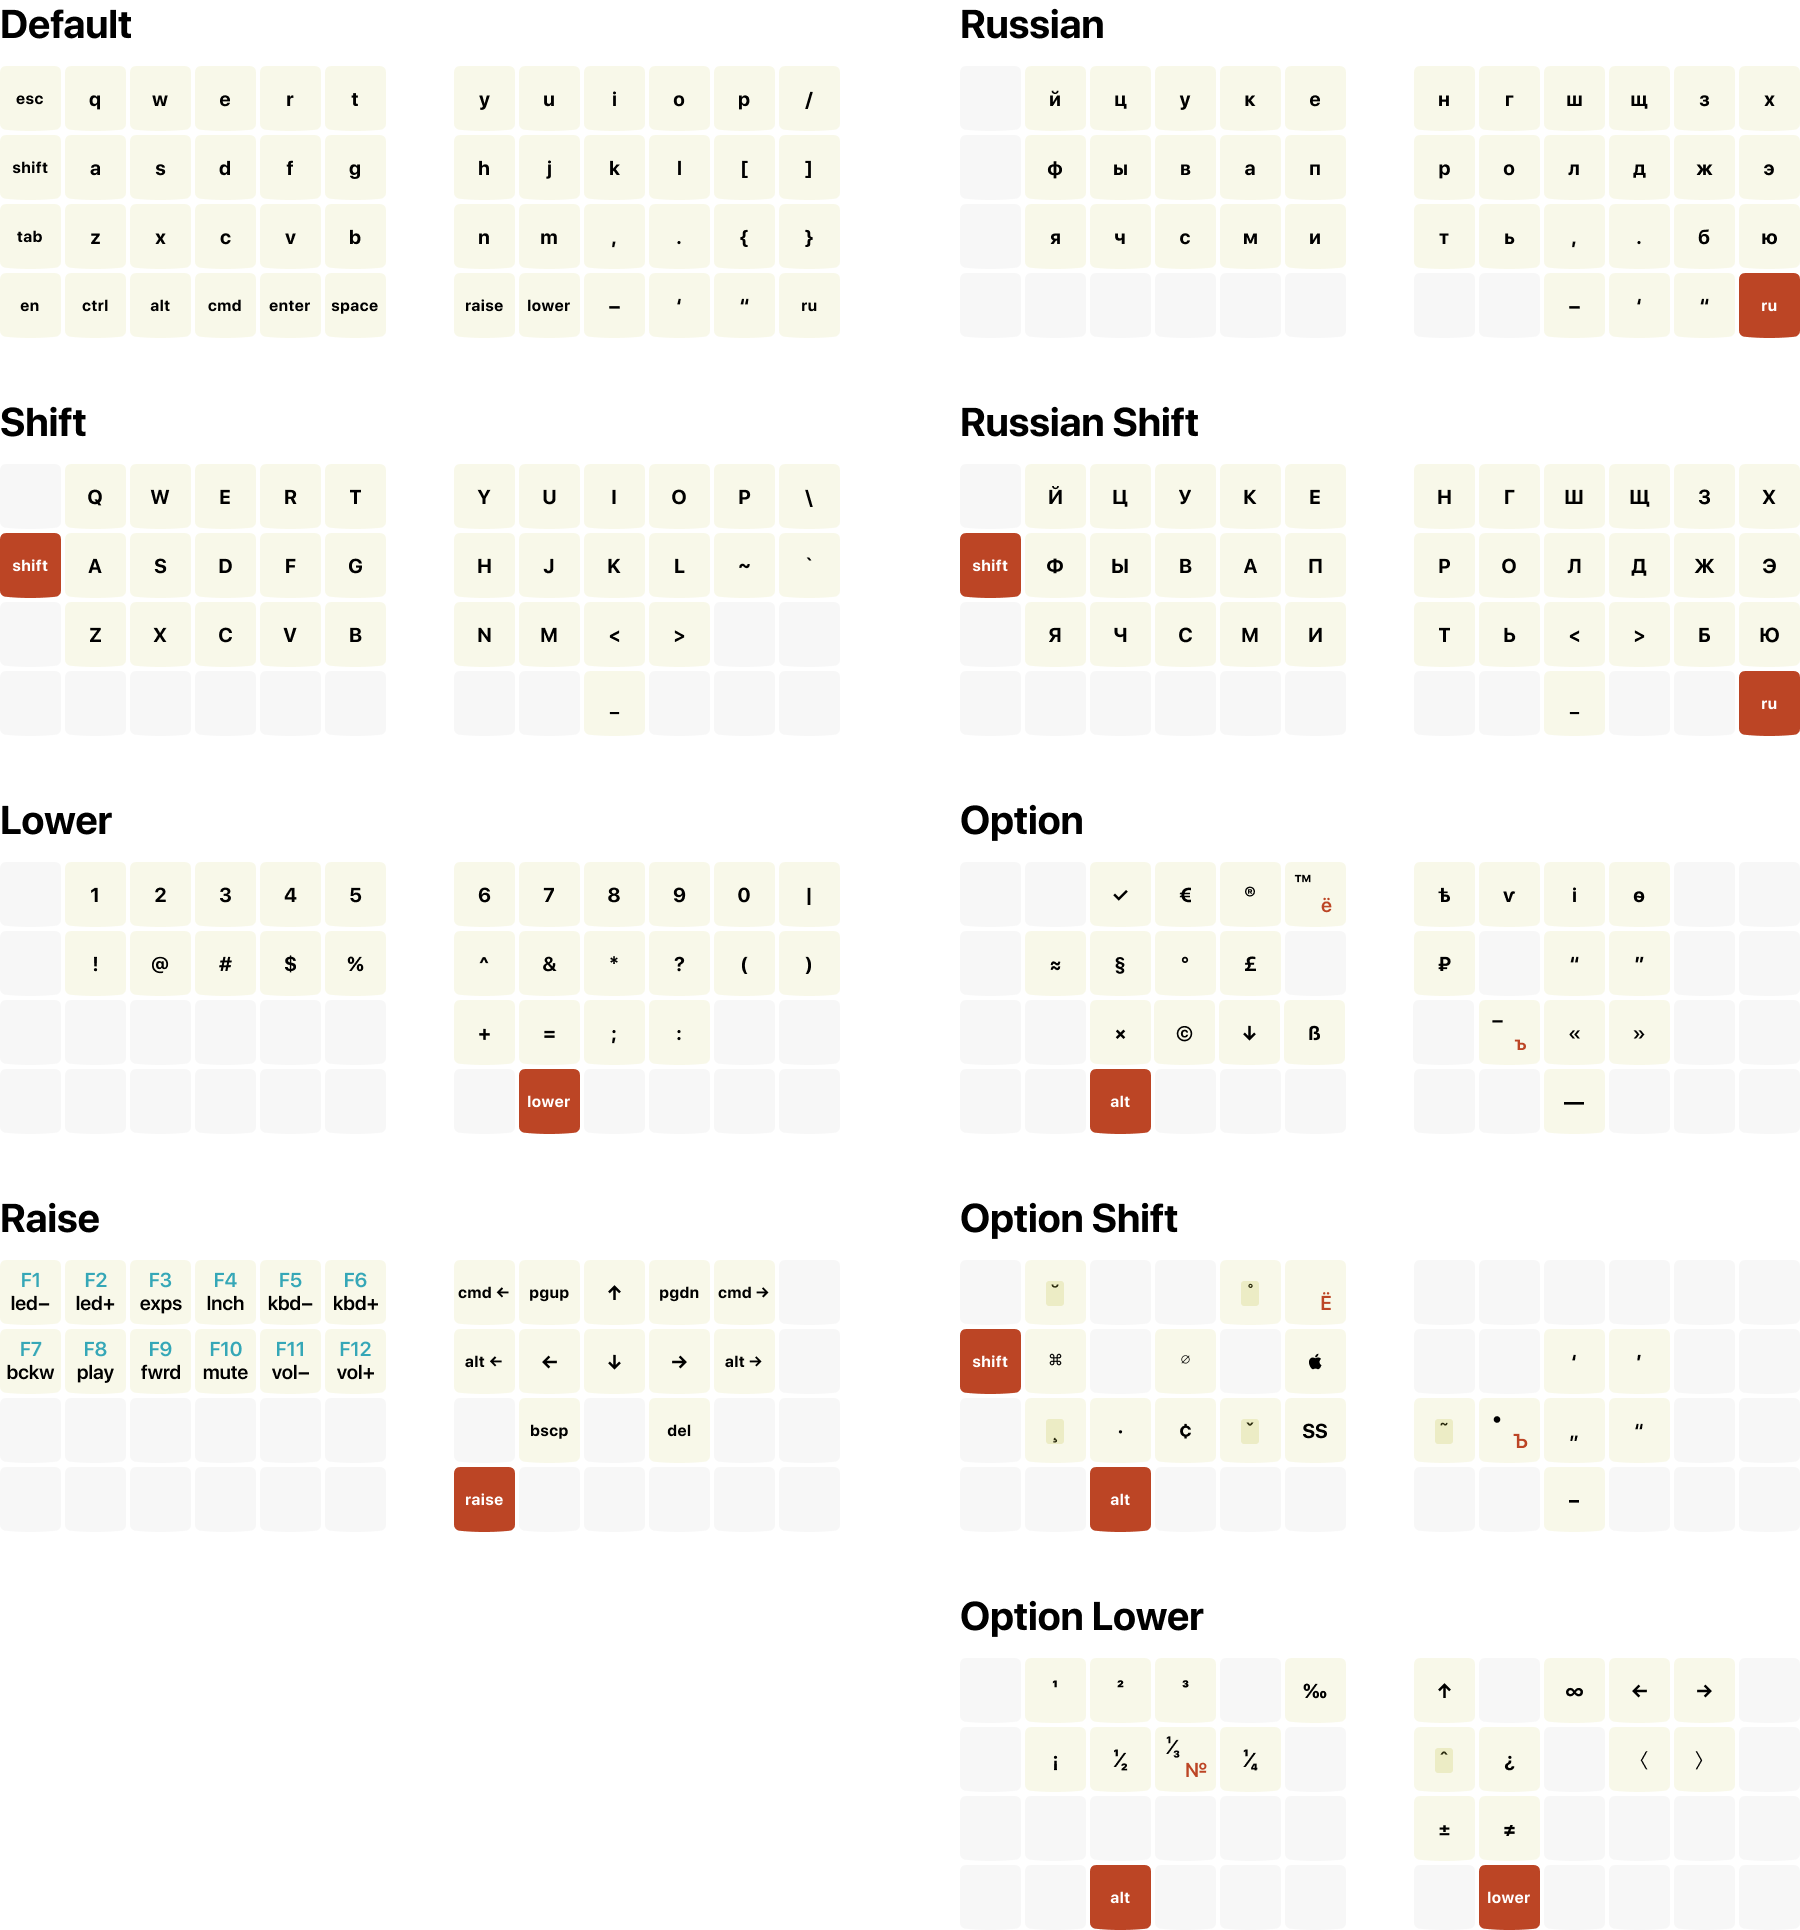 Default
esc q w e r t y u i o p /
shift a s d f g h j k l [ ]
tab z x c v b n m , . { }
en ctrl alt cmd enter space raise lower – ‘ “ ru
Russian
й ц у к е н г ш щ з х
ф ы в а п р о л д ж э
я ч с м и т ь , . б ю
– ‘ “ ru
Shift
Q W E R T Y U I O P \
shift A S D F G H J K L ~ `
Z X C V B N M < >
_
Russian Shift
Й Ц У К Е Н Г Ш Щ З Х
shift Ф Ы В А П Р О Л Д Ж Э
Я Ч С М И Т Ь < > Б Ю
_ ru
Lower
1 2 3 4 5 6 7 8 9 0 |
! @ # $ % ^ & * ? ( )
+ = ; :
lower
Option
✓ € ® ™ ё ѣ ѵ і ѳ
≈ § ° £ ₽ “ ”
× © ↓ ß – ъ « »
alt —
Raise
F1 F2 F3 F4 F5 F6
led– led+ exps lnch kbd– kbd+ cmd ← pgup ↑ pgdn cmd →
F7 F8 F9 F10 F11 F12
bckw play fwrd mute vol– vol+ alt ← ← ↓ → alt →
bscp del
raise
Option Shift
˘ ˚ Ё
shift ⌘ ∅  ‘ ’
¸ · ¢ ˇ SS ˜ • Ъ „ “
alt –
Option Lower
¹ ² ³ ‰ ↑ ∞ ← →
¡ ½ ⅓ № ¼ ˆ ¿ 〈 〉
± ≠
alt lower